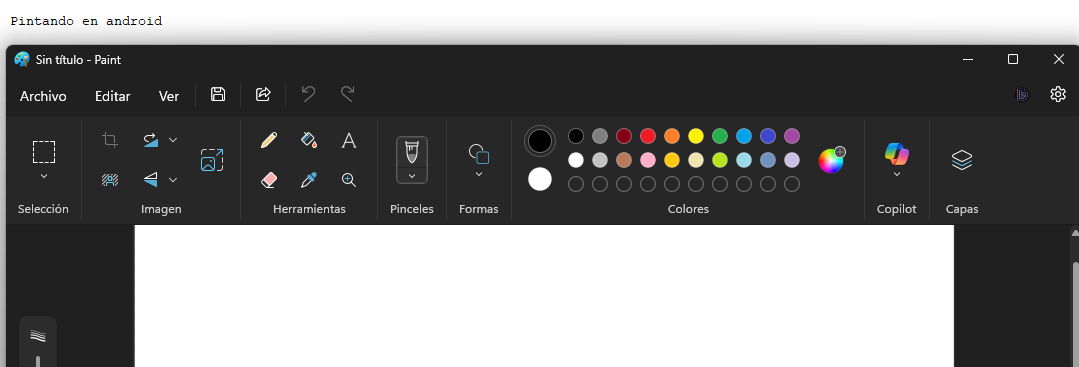 Pintando en android
Sin título - Paint
Archivo Editar Ver
Selección Imagen Herramientas Pinceles Formas Colores Copilot Capas